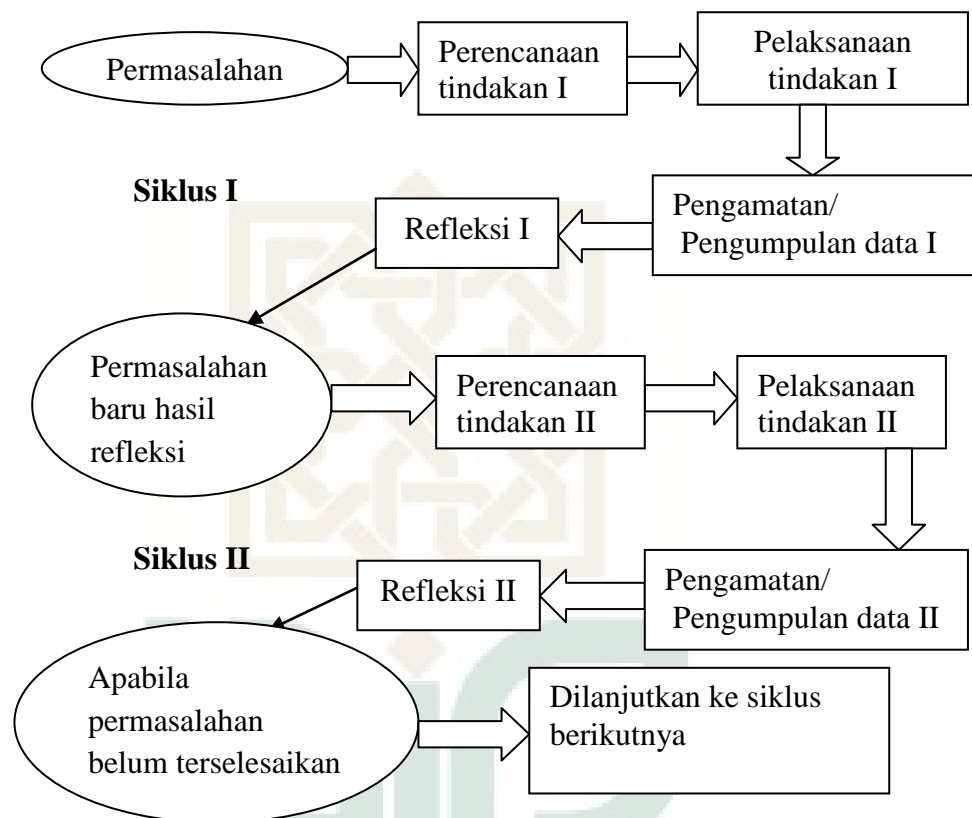 Permasalahan
Perencanaan
tindakan I
Pelaksanaan
tindakan I
Siklus I
Refleksi I
Pengamatan/
Pengumpulan data I
Permasalahan
baru hasil
refleksi
Perencanaan
tindakan II
Pelaksanaan
tindakan II
Siklus II
Refleksi II
Pengamatan/
Pengumpulan data II
Apabila
permasalahan
belum terselesaikan
Dilanjutkan ke siklus
berikutnya